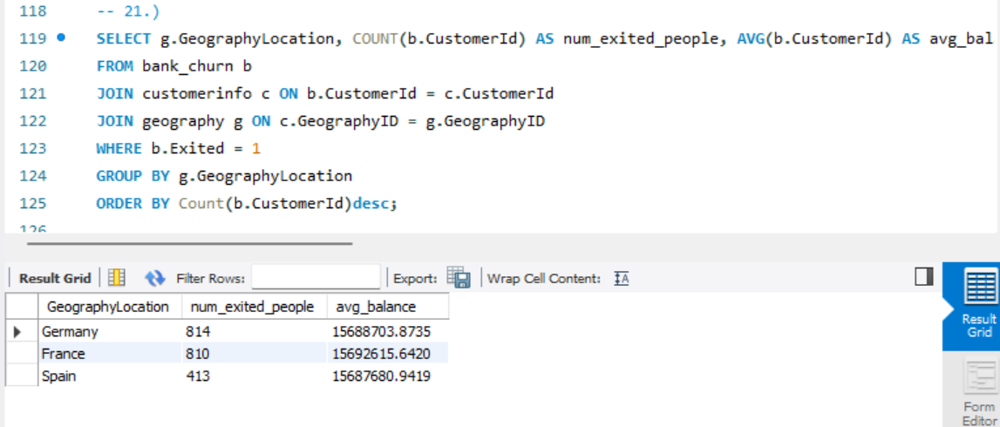 118 -- 21.)
119 SELECT g.GeographyLocation, COUNT(b.CustomerId) AS num_exited_people, AVG(b.CustomerId) AS avg_bal
120 FROM bank_churn b
121 JOIN customerinfo c ON b.CustomerId = c.CustomerId
122 JOIN geography g ON c.GeographyID = g.GeographyID
123 WHERE b.Exited = 1
124 GROUP BY g.GeographyLocation
125 ORDER BY Count(b.CustomerId)desc;
126
Result Grid Filter Rows: Export: Wrap Cell Content: IA
GeographyLocation num_exited_people avg_balance
Germany 814 15688703.8735
France 810 15692615.6420
Spain 413 15687680.9419
Result
Grid
Form
Editor